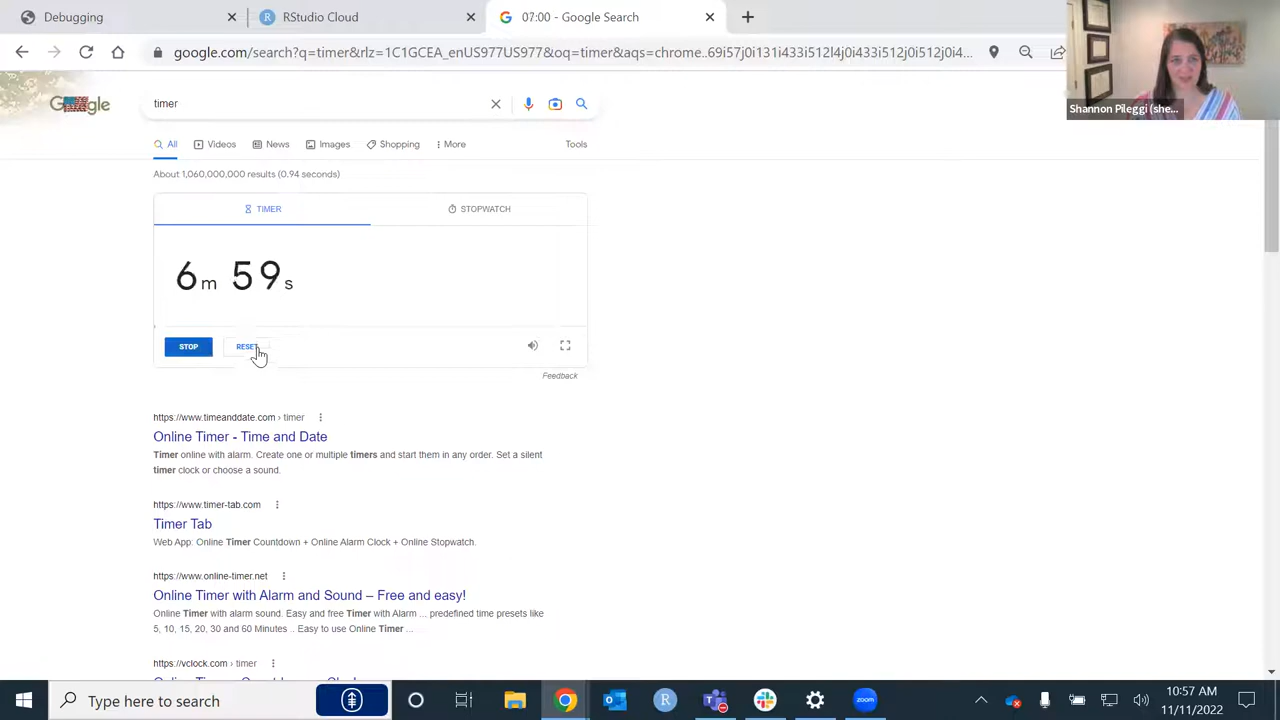 Debugging
RStudio Cloud
07:00 - Google Search
google.com/search?q=timer&rlz=1C1GCEA_enUS977US977&oq=timer&aqs=chrome..69i57j0i131i433i512l4j0i433i512j0i512j0i4...
Shannon Pileggi (she...
Google
timer
All
Videos
News
Images
Shopping
More
Tools
About 1,060,000,000 results (0.94 seconds)
TIMER
STOPWATCH
6 m 59 s
STOP
RESET
Feedback
https://www.timeanddate.com › timer
Online Timer - Time and Date
Timer online with alarm. Create one or multiple timers and start them in any order. Set a silent
timer clock or choose a sound.
https://www.timer-tab.com
Timer Tab
Web App: Online Timer Countdown + Online Alarm Clock + Online Stopwatch.
https://www.online-timer.net
Online Timer with Alarm and Sound – Free and easy!
Online Timer with alarm sound. Easy and free Timer with Alarm ... predefined time presets like
5, 10, 15, 20, 30 and 60 Minutes .. Easy to use Online Timer ...
https://vclock.com › timer
Type here to search
zoom
10:57 AM
11/11/2022